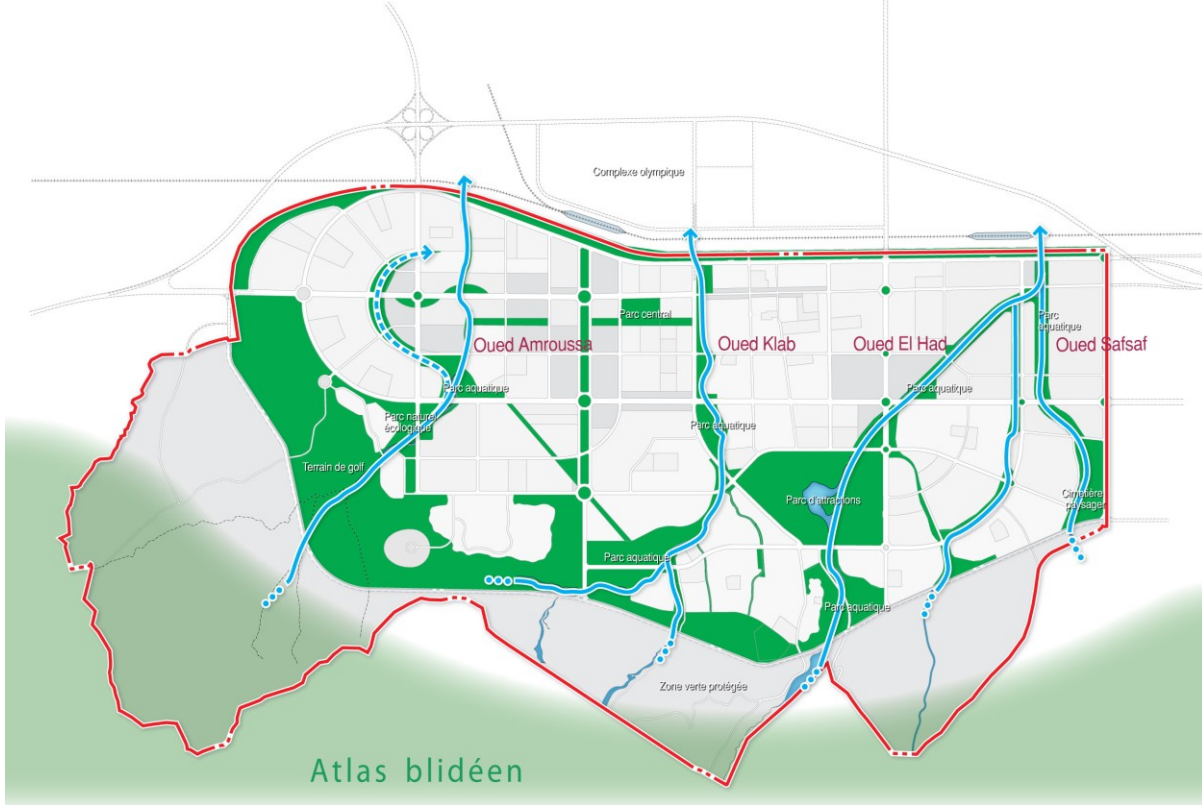 Complexe olympique
Parc central
Parc
aquatique
Oued Amroussa
Oued Klab
Oued El Had
Oued Safsaf
Parc aquatique
Parc aquatique
Parc naturel
écologique
Parc aquatique
Terrain de golf
Parc d'attractions
Cimetière
paysager
Parc aquatique
Parc aquatique
Zone verte protégée
Atlas blidéen